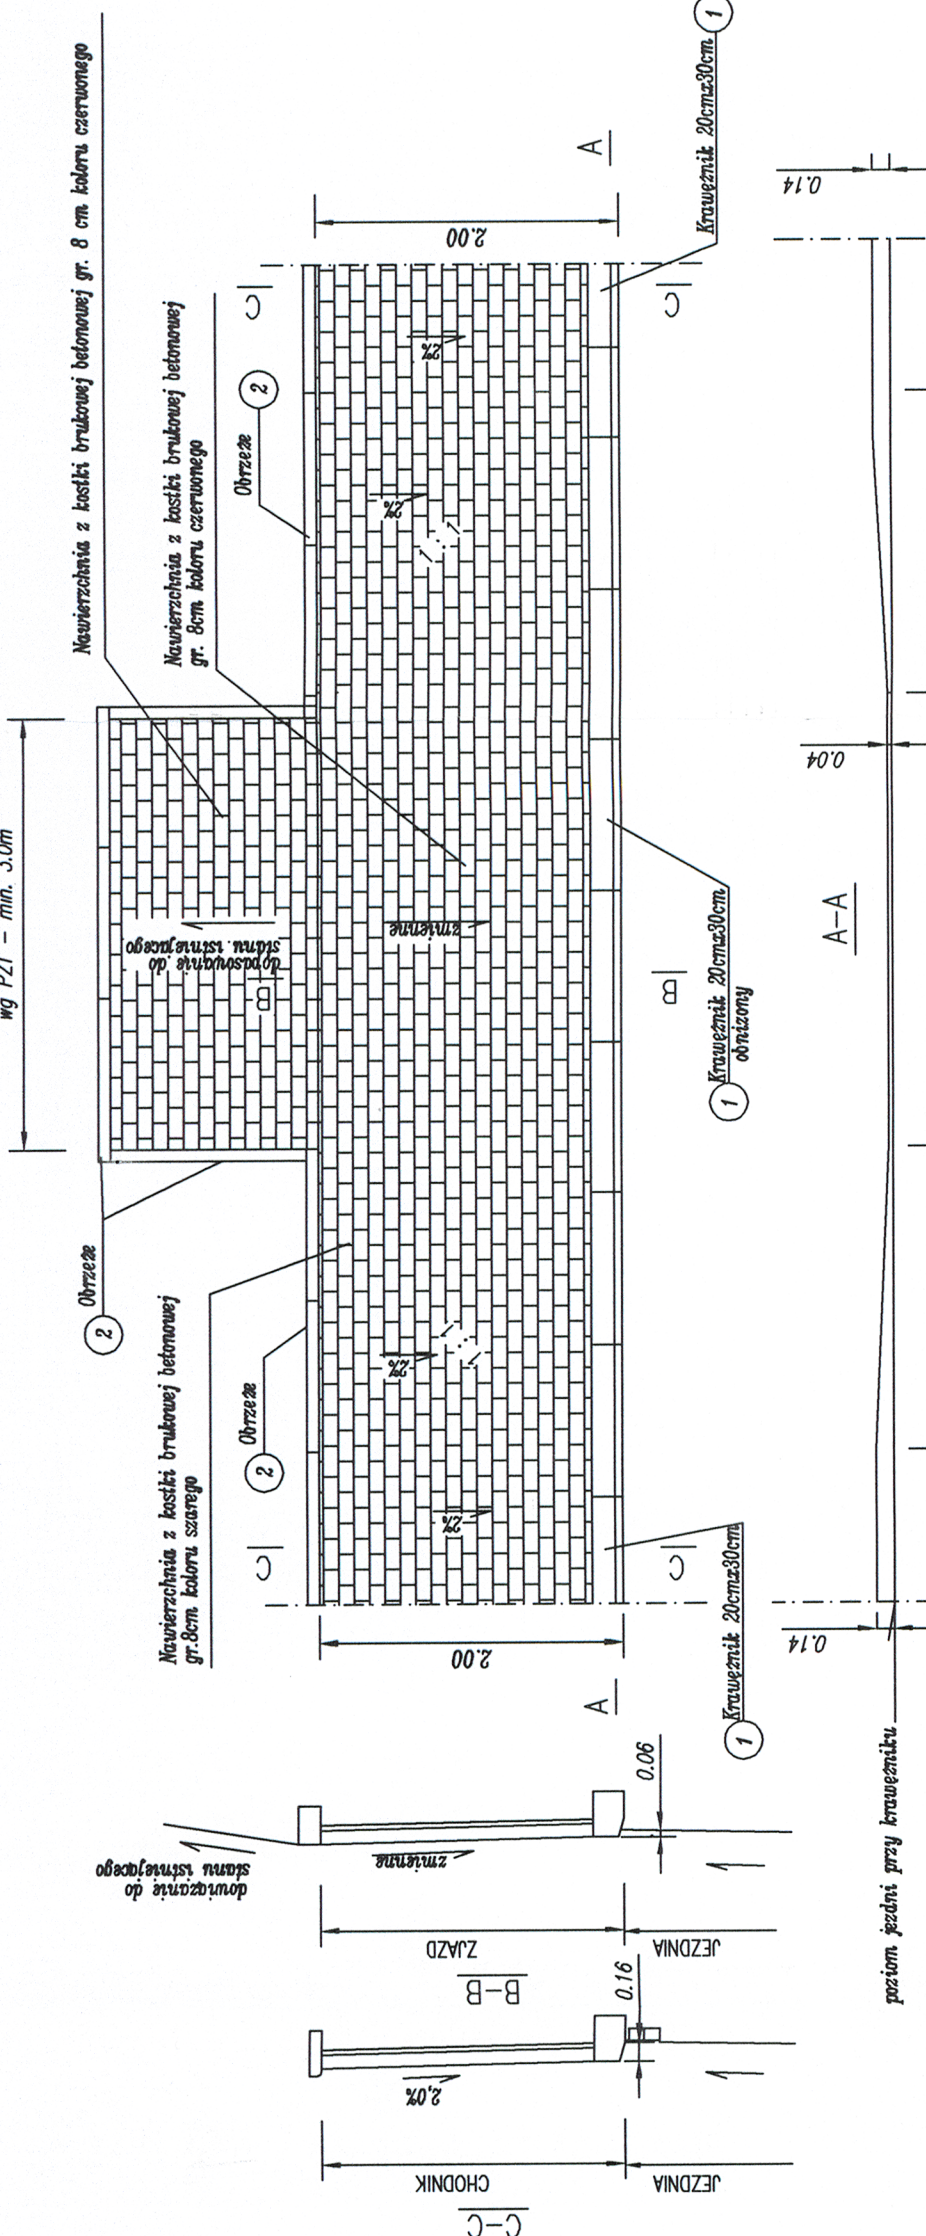 wg PZT - min. 3.0m
Nawierzchnia z kostki brukowej betonowej gr. 8 cm koloru czerwonego
Nawierzchnia z kostki brukowej betonowej
gr. 8cm koloru czerwonego
Obrzeże
2
C
C
2.00
A
Krawężnik 20cmx30cm
1
2%
2%
dopasowanie do
stanu istniejącego
B
B
zmienne
Krawężnik 20cmx30cm
obniżony
1
Obrzeże
2
Nawierzchnia z kostki brukowej betonowej
gr.8cm koloru szarego
Obrzeże
2
2%
2%
C
C
2.00
A
Krawężnik 20cmx30cm
1
A-A
0.14
0.04
0.14
poziom jezdni przy krawężniku
B-B
dowiązanie do
stanu istniejącego
zmienne
0.06
ZJAZD
JEZDNIA
C-C
2,0%
0.16
CHODNIK
JEZDNIA